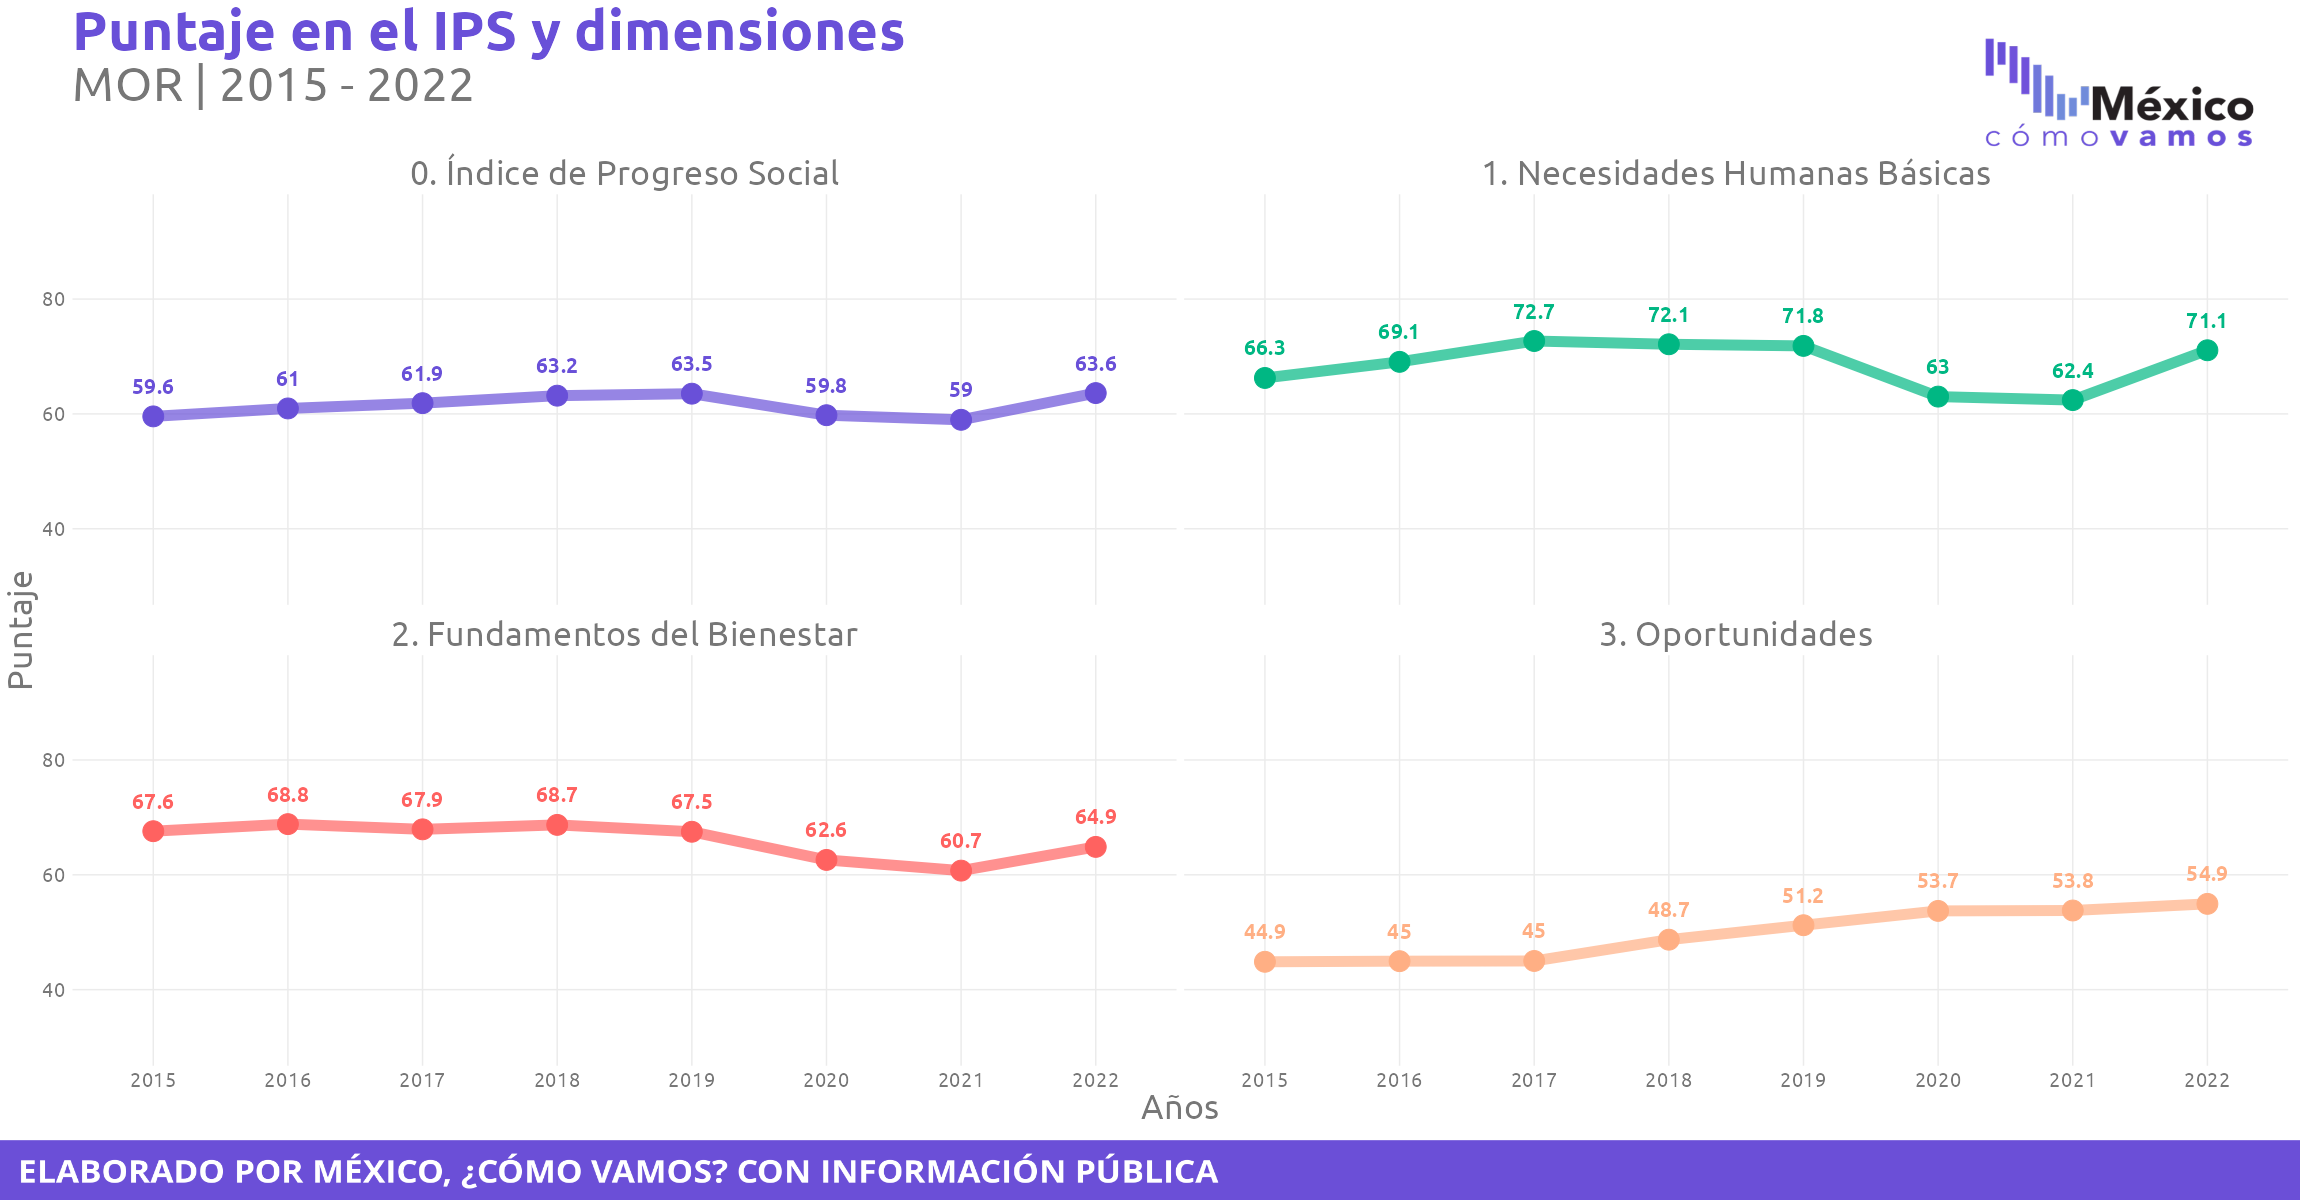 Puntaje en el IPS y dimensiones
MOR | 2015 - 2022
México
cómovamos
0. Índice de Progreso Social
80
60
40
59.6
61
61.9
63.2
63.5
59.8
59
63.6
1. Necesidades Humanas Básicas
66.3
69.1
72.7
72.1
71.8
63
62.4
71.1
Puntaje
2. Fundamentos del Bienestar
80
60
40
67.6
68.8
67.9
68.7
67.5
62.6
60.7
64.9
2015 2016 2017 2018 2019 2020 2021 2022
3. Oportunidades
44.9
45
45
48.7
51.2
53.7
53.8
54.9
2015 2016 2017 2018 2019 2020 2021 2022
Años
ELABORADO POR MÉXICO, ¿CÓMO VAMOS? CON INFORMACIÓN PÚBLICA